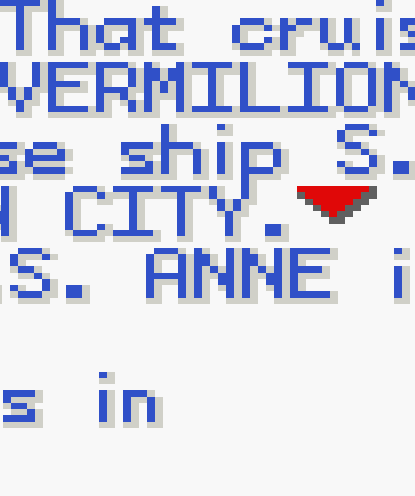 That cruis
VERMILION
se ship S.
CITY.
S. ANNE i
s in